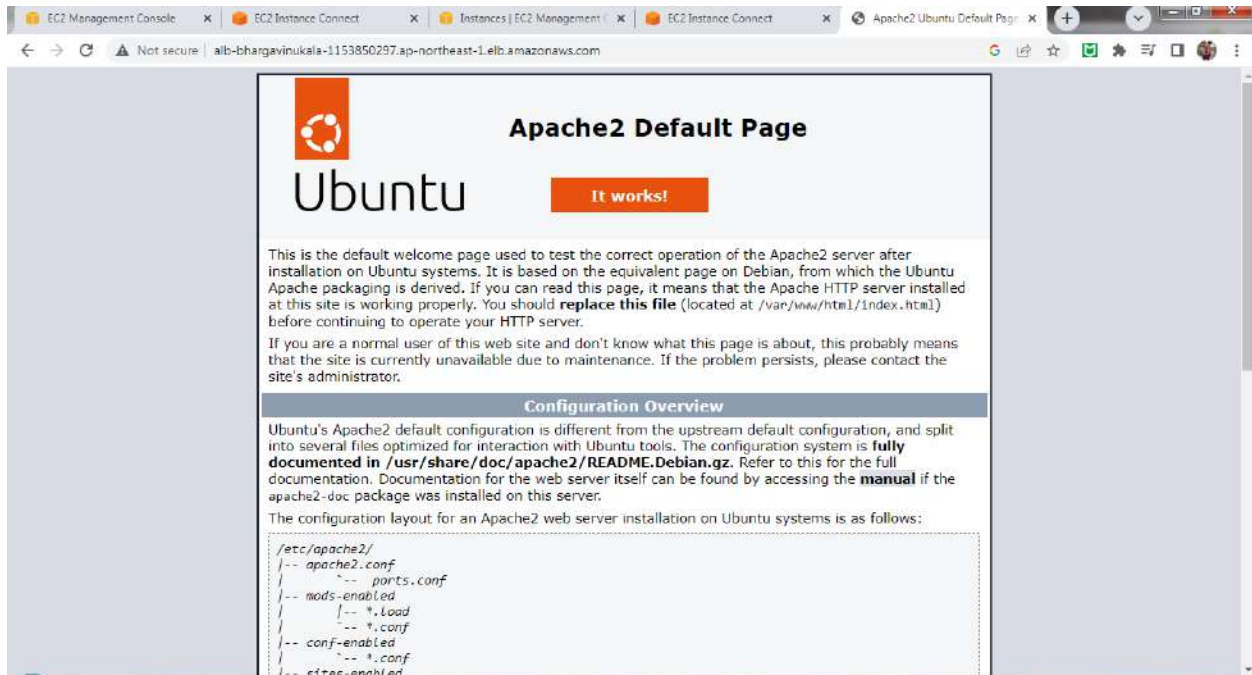 EC2 Management Console
EC2 Instance Connect
Instances | EC2 Management C
EC2 Instance Connect
Apache2 Ubuntu Default Page
Not secure | alb-bhargavinukala-1153850297.ap-northeast-1.elb.amazonaws.com
Apache2 Default Page
Ubuntu
It works!
This is the default welcome page used to test the correct operation of the Apache2 server after
installation on Ubuntu systems. It is based on the equivalent page on Debian, from which the Ubuntu
Apache packaging is derived. If you can read this page, it means that the Apache HTTP server installed
at this site is working properly. You should replace this file (located at /var/www/html/index.html)
before continuing to operate your HTTP server.
If you are a normal user of this web site and don't know what this page is about, this probably means
that the site is currently unavailable due to maintenance. If the problem persists, please contact the
site's administrator.
Configuration Overview
Ubuntu's Apache2 default configuration is different from the upstream default configuration, and split
into several files optimized for interaction with Ubuntu tools. The configuration system is fully
documented in /usr/share/doc/apache2/README.Debian.gz. Refer to this for the full
documentation. Documentation for the web server itself can be found by accessing the manual if the
apache2-doc package was installed on this server.
The configuration layout for an Apache2 web server installation on Ubuntu systems is as follows:
/etc/apache2/
|-- apache2.conf
|       `--  ports.conf
|-- mods-enabled
|       |-- *.load
|       `-- *.conf
|-- conf-enabled
|       `-- *.conf
|-- sites-enabled